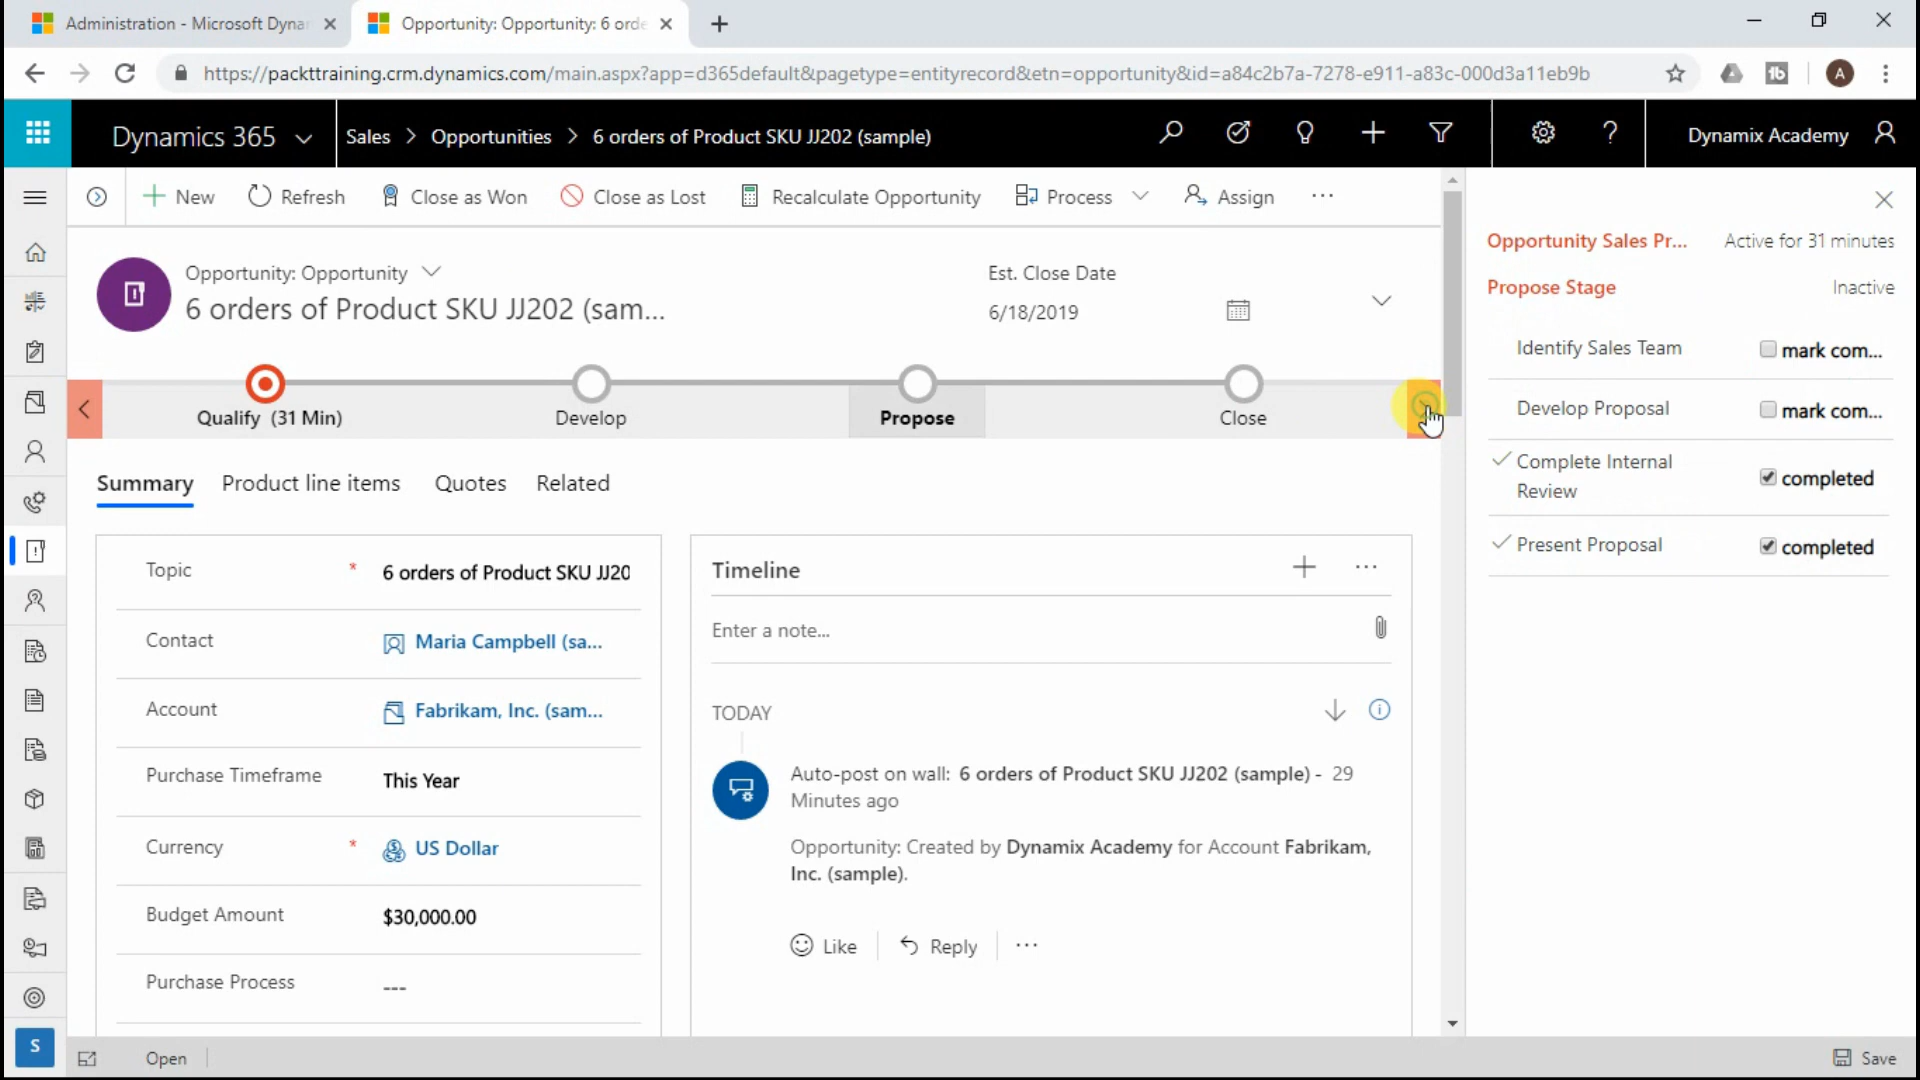 Administration - Microsoft Dyna
Opportunity: Opportunity: 6 orde
https://packttraining.crm.dynamics.com/main.aspx?app=d365default&pagetype=entityrecord&etn=opportunity&id=a84c2b7a-7278-e911-a83c-000d3a11eb9b
A
Dynamics 365
Sales > Opportunities > 6 orders of Product SKU JJ202 (sample)
Dynamix Academy
New
Refresh
Close as Won
Close as Lost
Recalculate Opportunity
Process
Assign
Opportunity: Opportunity
6 orders of Product SKU JJ202 (sam...
Est. Close Date
6/18/2019
Qualify (31 Min)
Develop
Propose
Close
Summary
Product line items
Quotes
Related
Topic * 6 orders of Product SKU JJ20
Contact Maria Campbell (sa...
Account Fabrikam, Inc. (sam...
Purchase Timeframe This Year
Currency * US Dollar
Budget Amount $30,000.00
Purchase Process ---
Timeline
Enter a note...
TODAY
Auto-post on wall: 6 orders of Product SKU JJ202 (sample) - 29
Minutes ago
Opportunity: Created by Dynamix Academy for Account Fabrikam,
Inc. (sample).
Like
Reply
Opportunity Sales Pr... Active for 31 minutes
Propose Stage Inactive
Identify Sales Team mark com...
Develop Proposal mark com...
Complete Internal
Review
completed
Present Proposal completed
S
Open
Save